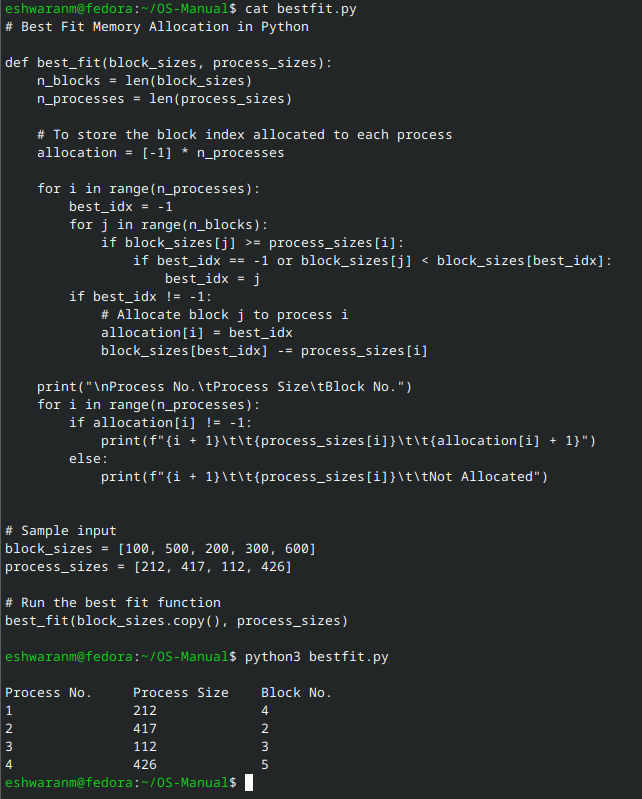 eshwaranm@fedora:~/OS-Manual$ cat bestfit.py
# Best Fit Memory Allocation in Python

def best_fit(block_sizes, process_sizes):
    n_blocks = len(block_sizes)
    n_processes = len(process_sizes)

    # To store the block index allocated to each process
    allocation = [-1] * n_processes

    for i in range(n_processes):
        best_idx = -1
        for j in range(n_blocks):
            if block_sizes[j] >= process_sizes[i]:
                if best_idx == -1 or block_sizes[j] < block_sizes[best_idx]:
                    best_idx = j
        if best_idx != -1:
            # Allocate block j to process i
            allocation[i] = best_idx
            block_sizes[best_idx] -= process_sizes[i]

    print("\nProcess No.\tProcess Size\tBlock No.")
    for i in range(n_processes):
        if allocation[i] != -1:
            print(f"{i + 1}\t\t{process_sizes[i]}\t\t{allocation[i] + 1}")
        else:
            print(f"{i + 1}\t\t{process_sizes[i]}\t\tNot Allocated")


# Sample input
block_sizes = [100, 500, 200, 300, 600]
process_sizes = [212, 417, 112, 426]

# Run the best fit function
best_fit(block_sizes.copy(), process_sizes)

eshwaranm@fedora:~/OS-Manual$ python3 bestfit.py

Process No.     Process Size    Block No.
1               212             4
2               417             2
3               112             3
4               426             5
eshwaranm@fedora:~/OS-Manual$